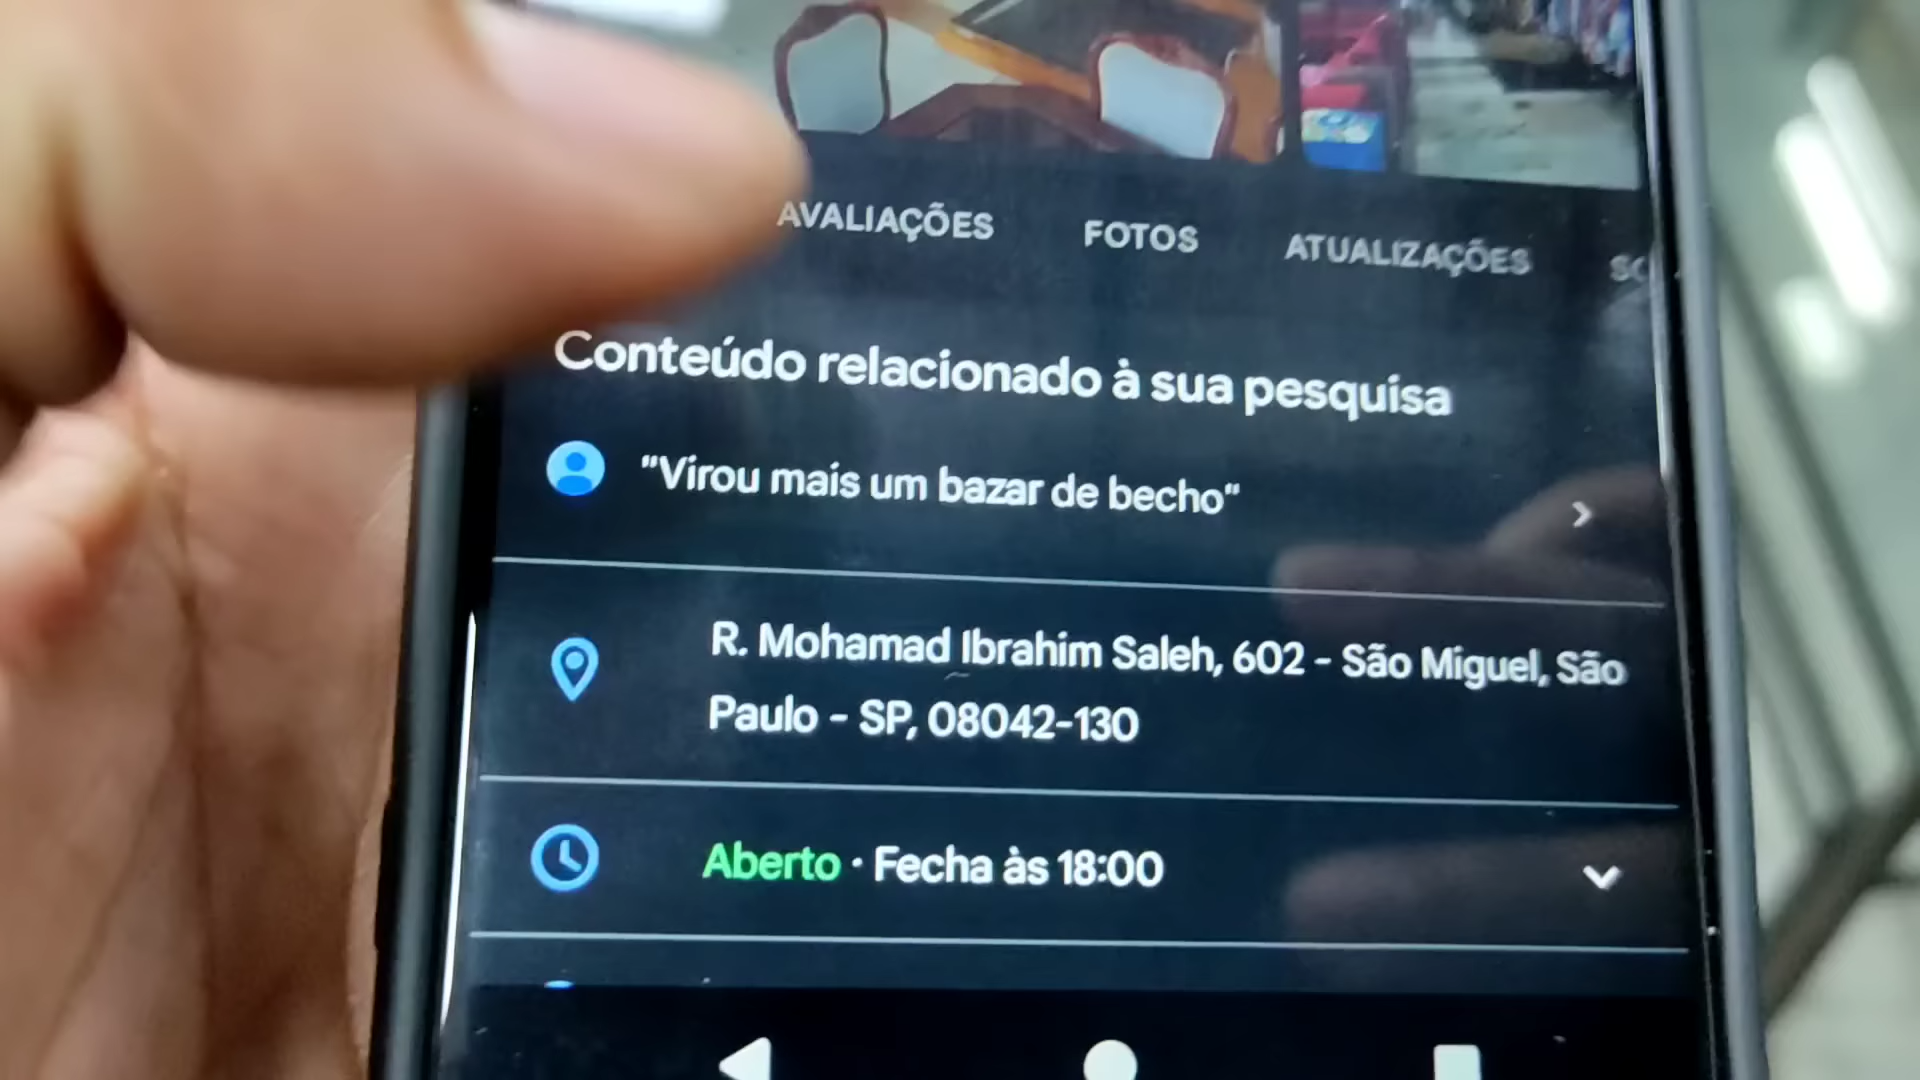 AVALIAÇÕES FOTOS ATUALIZAÇÕES
Conteúdo relacionado à sua pesquisa
"Virou mais um bazar de becho"
R. Mohamad Ibrahim Saleh, 602 - São Miguel, São
Paulo - SP, 08042-130
Aberto · Fecha às 18:00